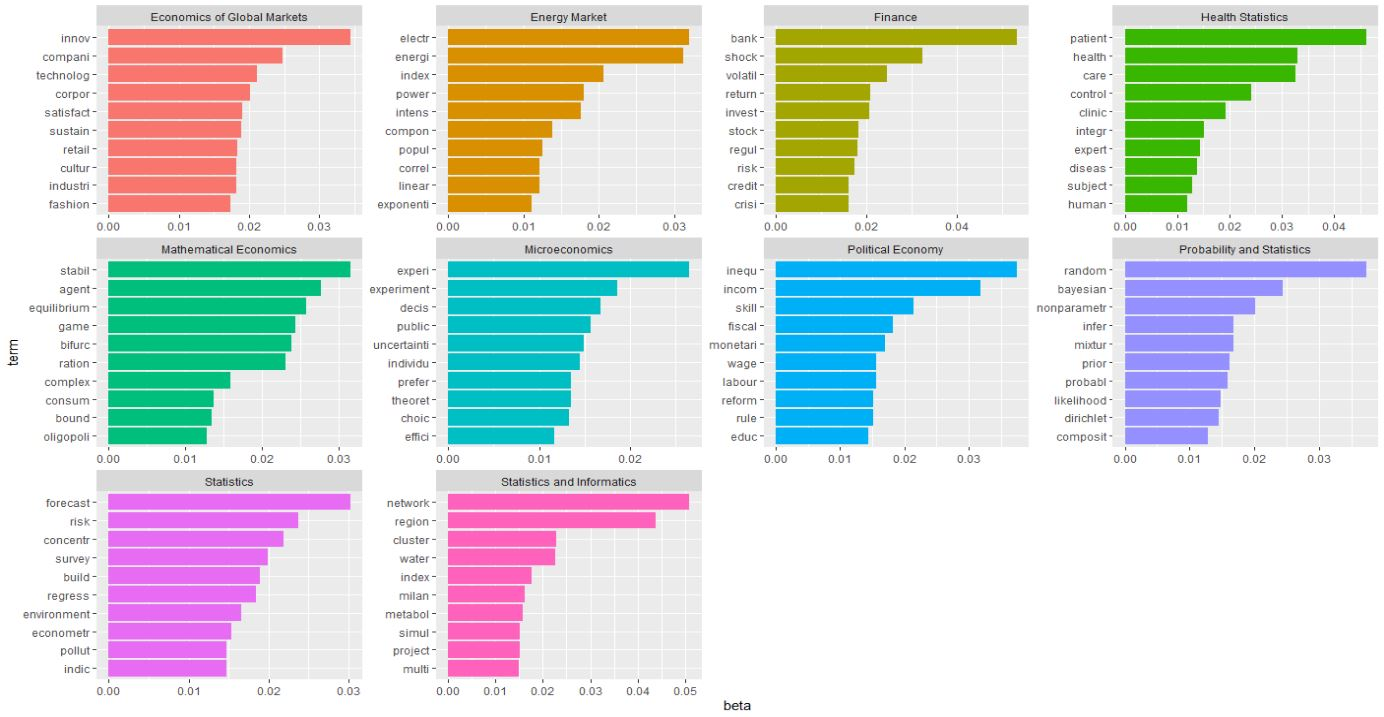 Economics of Global Markets
innov
compani
technolog
corpor
satisfact
sustain
retail
cultur
industri
fashion
0.00 0.01 0.02 0.03
Energy Market
electr
energi
index
power
intens
compon
popul
correl
linear
exponenti
0.00 0.01 0.02 0.03
Finance
bank
shock
volatil
return
invest
stock
regul
risk
credit
crisi
0.00 0.02 0.04
Health Statistics
patient
health
care
control
clinic
integr
expert
diseas
subject
human
0.00 0.01 0.02 0.03 0.04
Mathematical Economics
stabil
agent
equilibrium
game
bifurc
ration
complex
consum
bound
oligopoli
0.00 0.01 0.02 0.03
Microeconomics
experi
experiment
decis
public
uncertainti
individu
prefer
theoret
choic
effici
0.00 0.01 0.02
Political Economy
inequ
incom
skill
fiscal
monetari
wage
labour
reform
rule
educ
0.00 0.01 0.02 0.03
Probability and Statistics
random
bayesian
nonparametr
infer
mixtur
prior
probabl
likelihood
dirichlet
composit
0.00 0.01 0.02 0.03
Statistics
forecast
risk
concentr
survey
build
regress
environment
econometr
pollut
indic
0.00 0.01 0.02 0.03
Statistics and Informatics
network
region
cluster
water
index
milan
metabol
simul
project
multi
0.00 0.01 0.02 0.03 0.04 0.05
term
beta